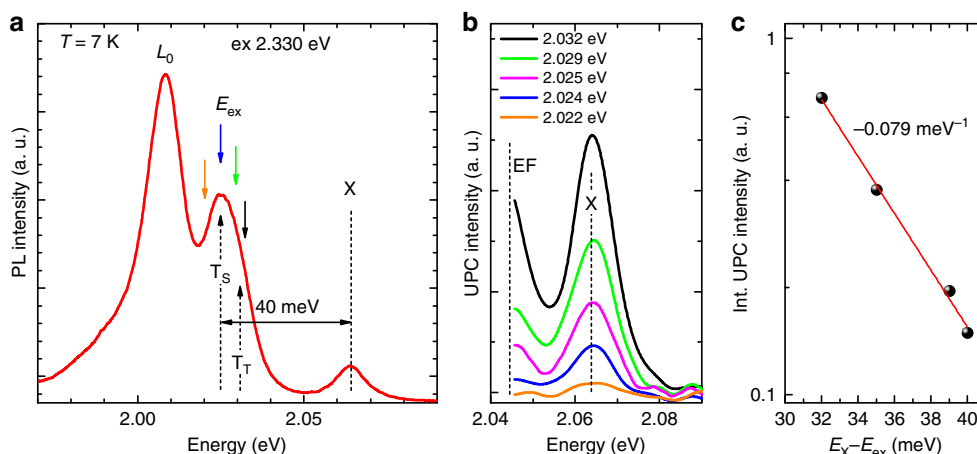 a
T = 7 K
ex 2.330 eV
L₀
Eₑₓ
X
T_S
40 meV
T_T
PL intensity (a. u.)
2.00
2.05
Energy (eV)
b
2.032 eV
2.029 eV
2.025 eV
2.024 eV
2.022 eV
EF
X
UPC intensity (a. u.)
2.04
2.06
2.08
Energy (eV)
c
1
−0.079 meV⁻¹
Int. UPC intensity (a. u.)
0.1
30
32
34
36
38
40
E_X–Eₑₓ (meV)